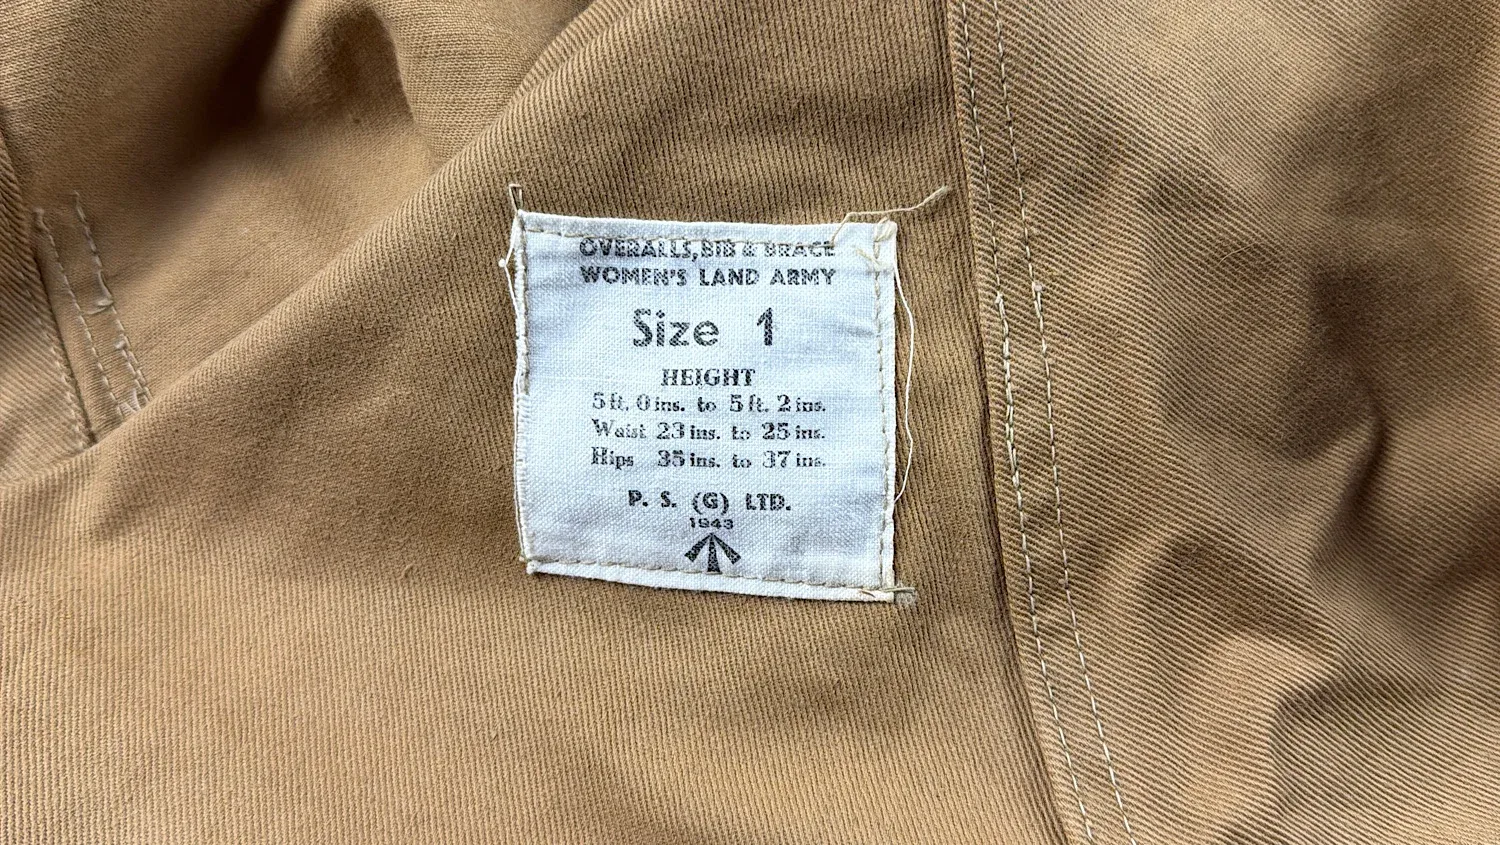 OVERALLS, BIB & BRACE
WOMEN'S LAND ARMY
Size 1
HEIGHT
5 ft. 0 ins. to 5 ft. 2 ins.
Waist 23 ins. to 25 ins.
Hips 35 ins. to 37 ins.
P. S. (G) LTD.
1943